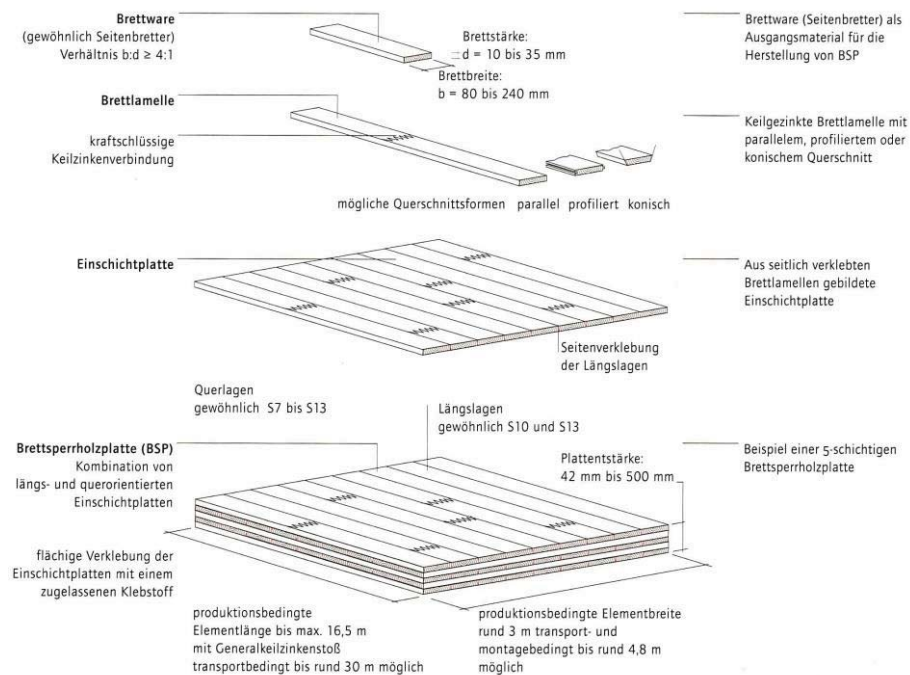 Brettware
(gewöhnlich Seitenbretter)
Verhältnis b:d ≥ 4:1
Brettstärke:
d = 10 bis 35 mm
Brettbreite:
b = 80 bis 240 mm
Brettware (Seitenbretter) als
Ausgangsmaterial für die
Herstellung von BSP
Brettlamelle
kraftschlüssige
Keilzinkenverbindung
Keilgezinkte Brettlamelle mit
parallelem, profiliertem oder
konischem Querschnitt
mögliche Querschnittsformen parallel profiliert konisch
Einschichtplatte
Aus seitlich verklebten
Brettlamellen gebildete
Einschichtplatte
Seitenverklebung
der Längslagen
Querlagen
gewöhnlich S7 bis S13
Längslagen
gewöhnlich S10 und S13
Brettsperrholzplatte (BSP)
Kombination von
längs- und querorientierten
Einschichtplatten
Plattentstärke:
42 mm bis 500 mm
Beispiel einer 5-schichtigen
Brettsperrholzplatte
flächige Verklebung der
Einschichtplatten mit einem
zugelassenen Klebstoff
produktionsbedingte
Elementlänge bis max. 16,5 m
mit Generalkeilzinkenstoß
transportbedingt bis rund 30 m möglich
produktionsbedingte Elementbreite
rund 3 m transport- und
montagebedingt bis rund 4,8 m
möglich